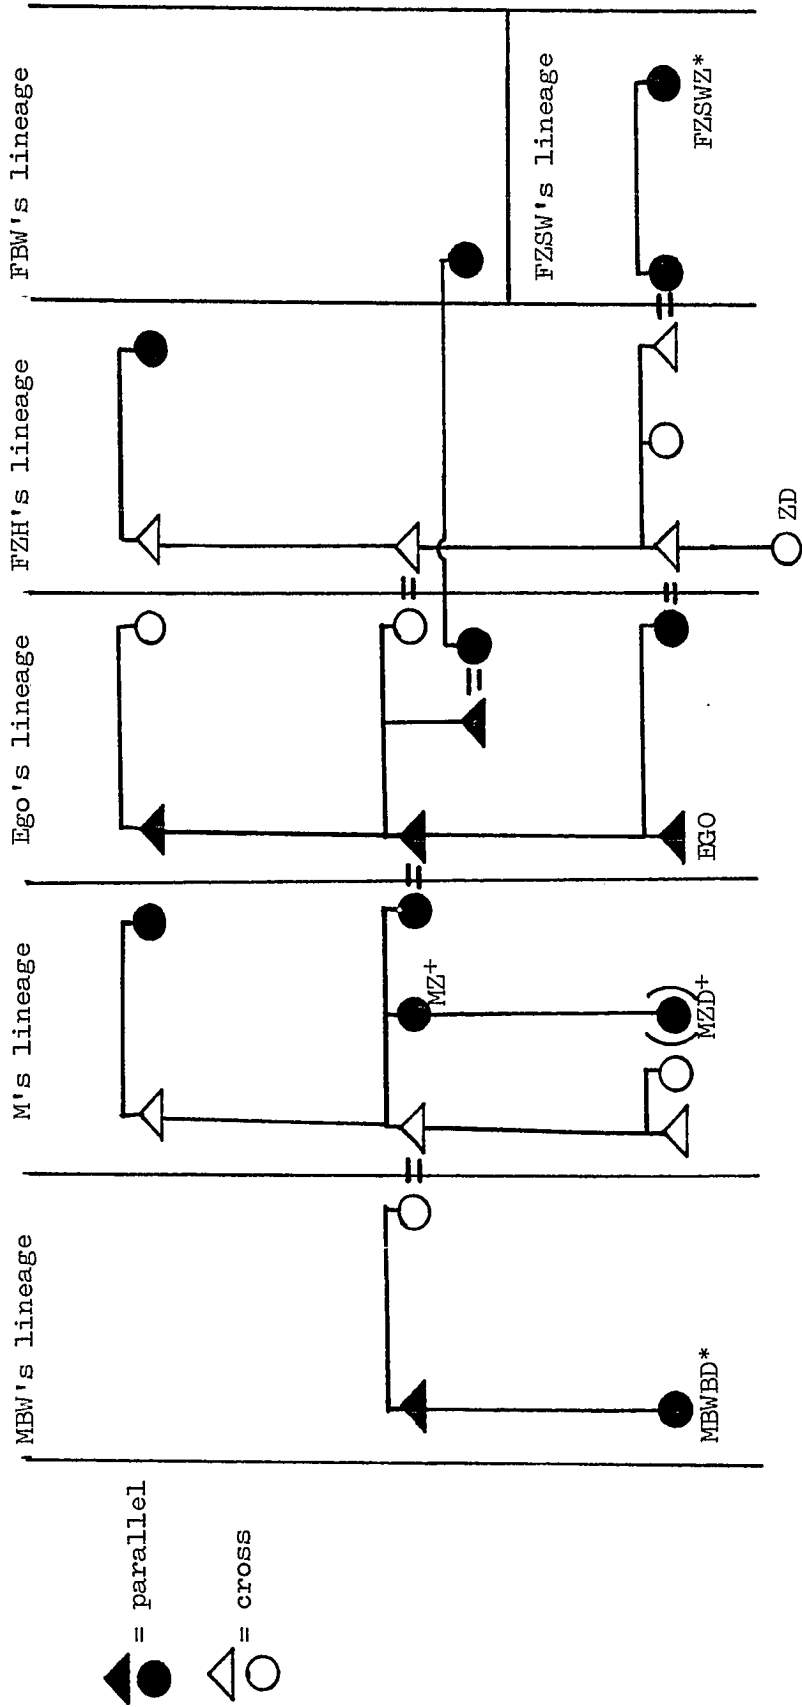 = parallel
= cross
MBW's lineage
M's lineage
Ego's lineage
FZH's lineage
FBW's lineage
FZSW's lineage
MZ+
MBWBD*
MZD+
EGO
FZSWZ*
ZD